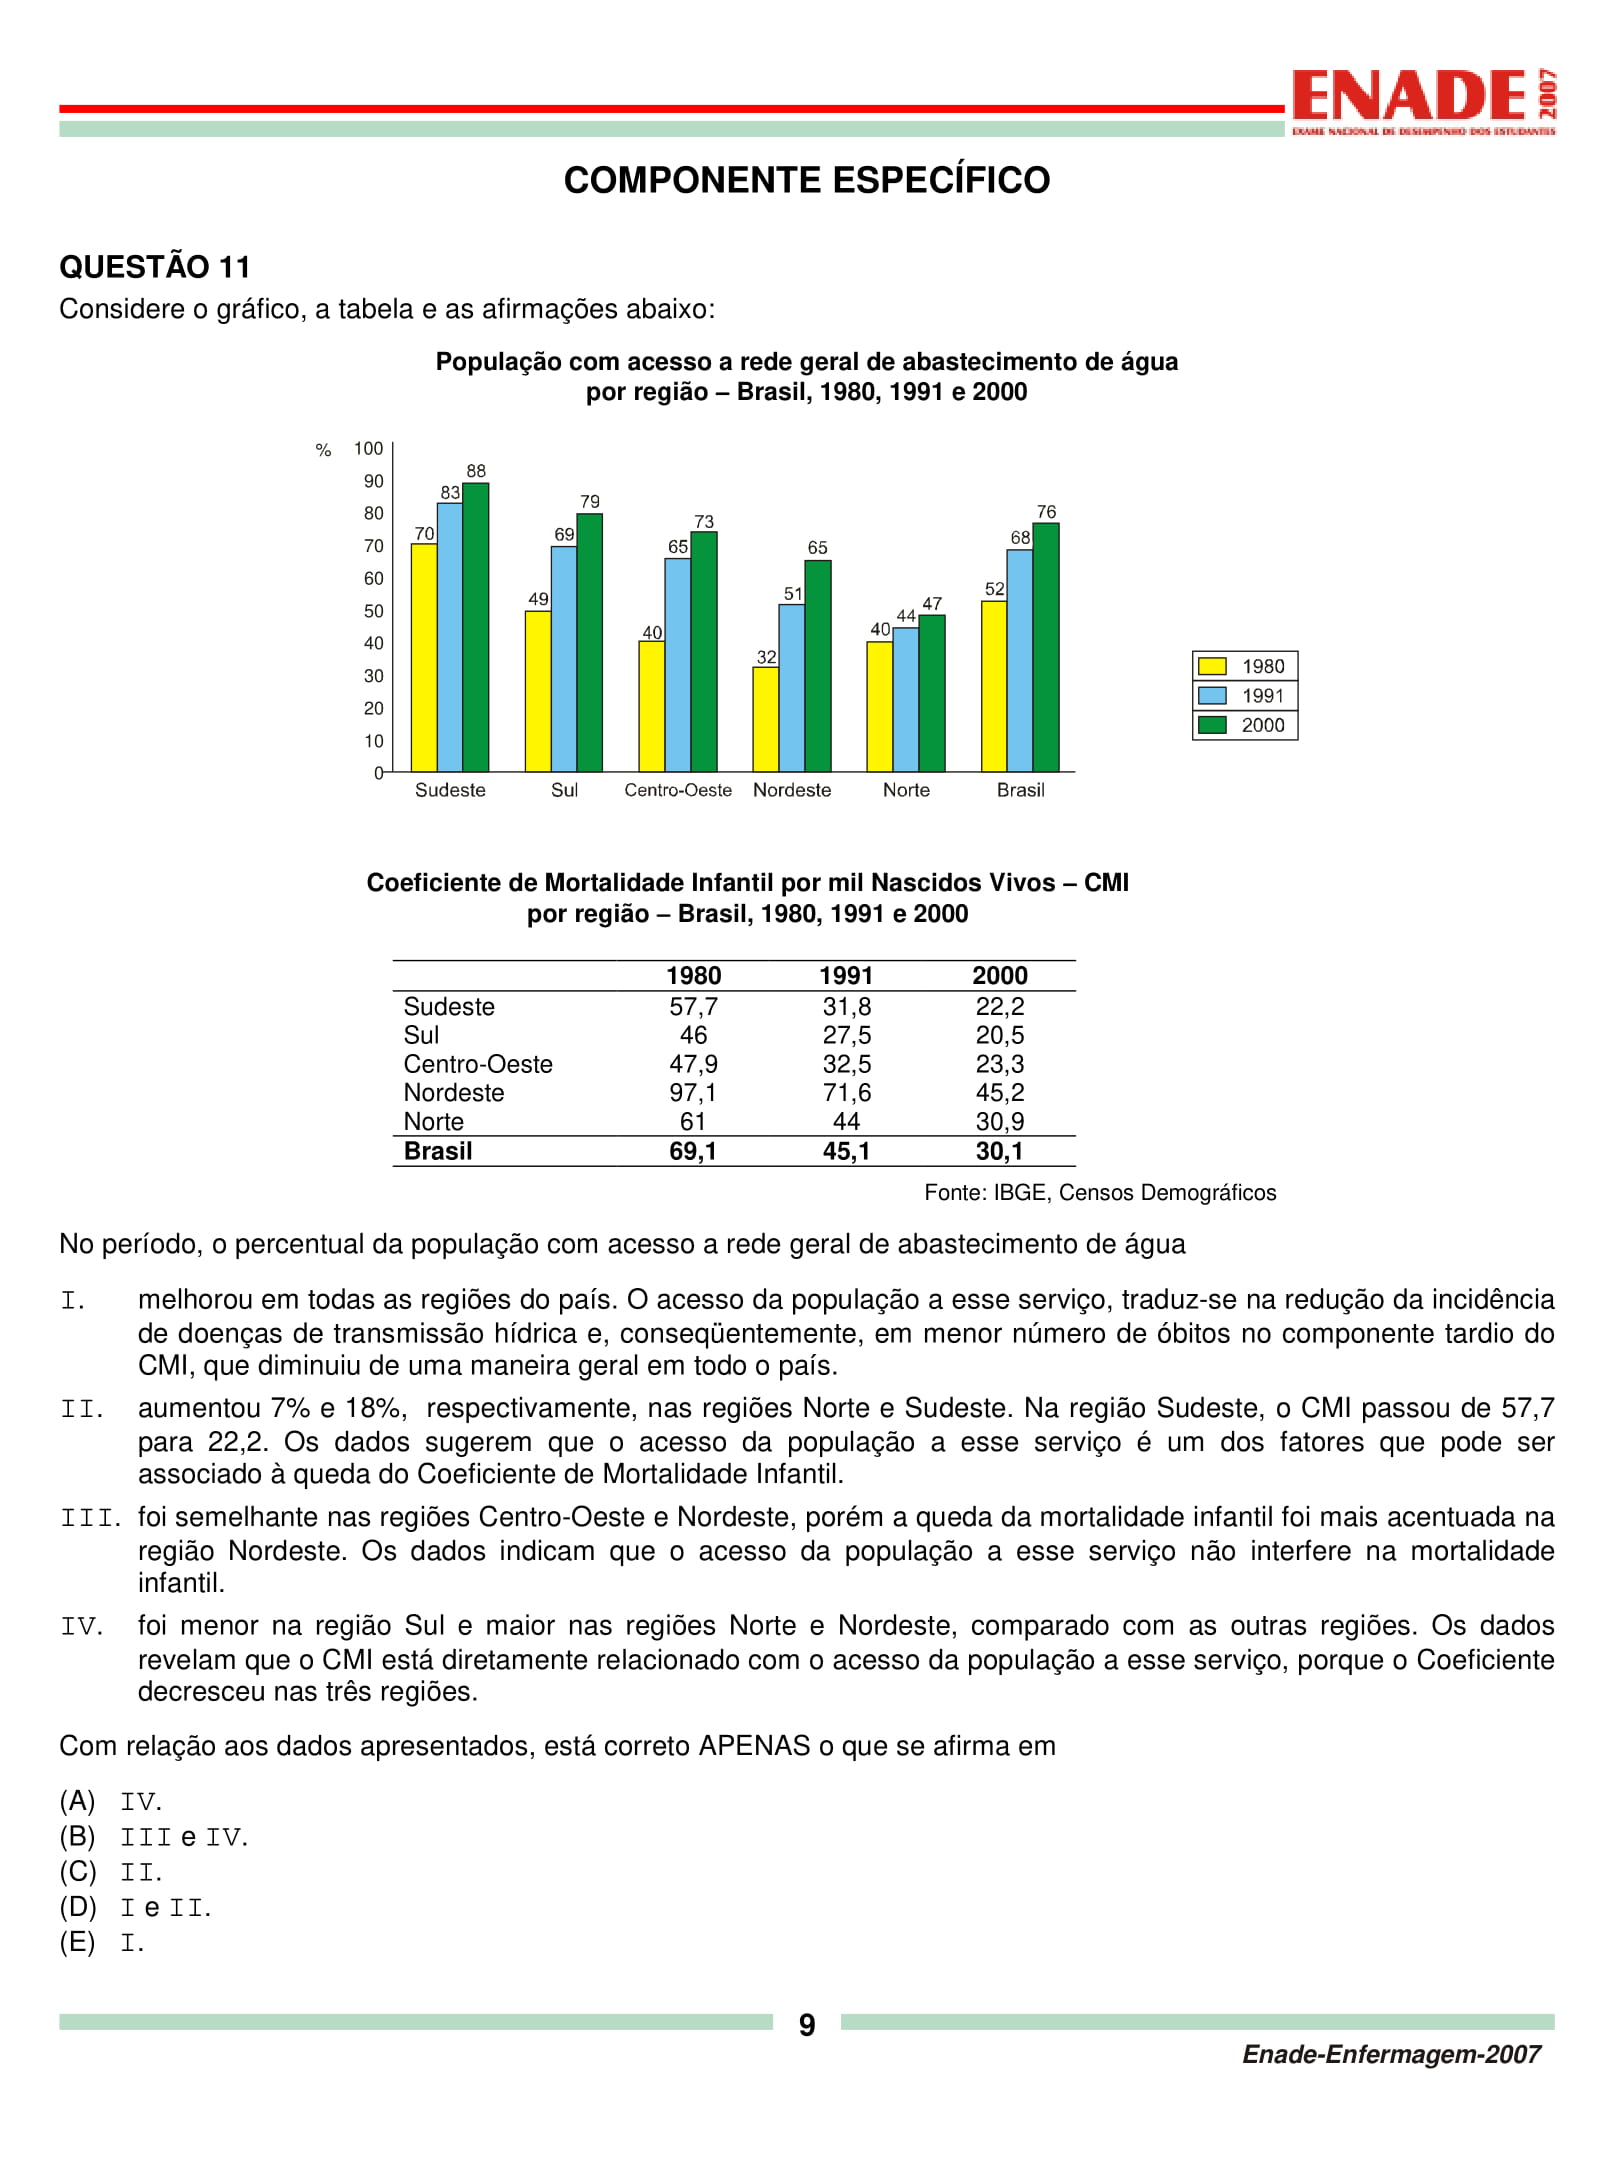 ENADE 2007
EXAME NACIONAL DE DESEMPENHO DOS ESTUDANTES
COMPONENTE ESPECÍFICO
QUESTÃO 11
Considere o gráfico, a tabela e as afirmações abaixo:
População com acesso a rede geral de abastecimento de água
por região – Brasil, 1980, 1991 e 2000
% 100
90
80
70
60
50
40
30
20
10
0
70 83 88
49 69 79
40 65 73
32 51 65
40 44 47
52 68 76
Sudeste Sul Centro-Oeste Nordeste Norte Brasil
1980
1991
2000
Coeficiente de Mortalidade Infantil por mil Nascidos Vivos – CMI
por região – Brasil, 1980, 1991 e 2000
1980 1991 2000
Sudeste 57,7 31,8 22,2
Sul 46 27,5 20,5
Centro-Oeste 47,9 32,5 23,3
Nordeste 97,1 71,6 45,2
Norte 61 44 30,9
Brasil 69,1 45,1 30,1
Fonte: IBGE, Censos Demográficos
No período, o percentual da população com acesso a rede geral de abastecimento de água
I. melhorou em todas as regiões do país. O acesso da população a esse serviço, traduz-se na redução da incidência
de doenças de transmissão hídrica e, conseqüentemente, em menor número de óbitos no componente tardio do
CMI, que diminuiu de uma maneira geral em todo o país.
II. aumentou 7% e 18%, respectivamente, nas regiões Norte e Sudeste. Na região Sudeste, o CMI passou de 57,7
para 22,2. Os dados sugerem que o acesso da população a esse serviço é um dos fatores que pode ser
associado à queda do Coeficiente de Mortalidade Infantil.
III. foi semelhante nas regiões Centro-Oeste e Nordeste, porém a queda da mortalidade infantil foi mais acentuada na
região Nordeste. Os dados indicam que o acesso da população a esse serviço não interfere na mortalidade
infantil.
IV. foi menor na região Sul e maior nas regiões Norte e Nordeste, comparado com as outras regiões. Os dados
revelam que o CMI está diretamente relacionado com o acesso da população a esse serviço, porque o Coeficiente
decresceu nas três regiões.
Com relação aos dados apresentados, está correto APENAS o que se afirma em
(A) IV.
(B) III e IV.
(C) II.
(D) I e II.
(E) I.
9
Enade-Enfermagem-2007